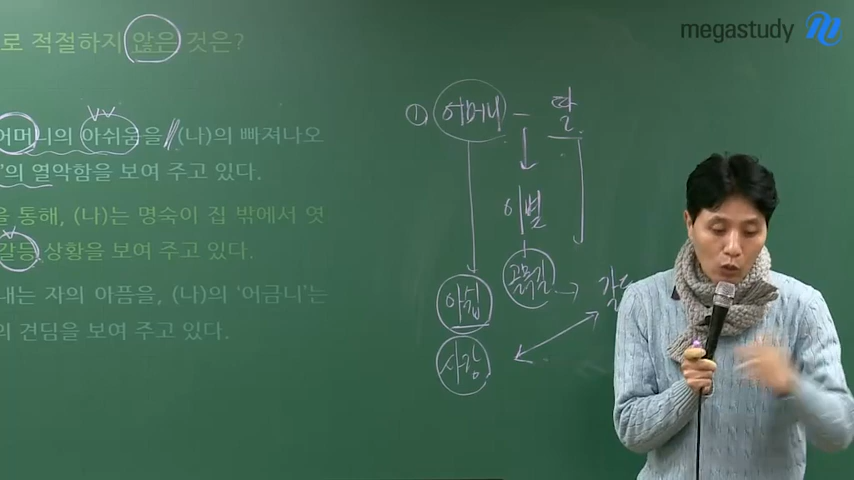 megastudy
로 적절하지 않은 것은?
어머니의 아쉬움을 (나)의 빠져나오
'의 열악함을 보여 주고 있다.
을 통해, (나)는 명숙이 집 밖에서 엿
갈등 상황을 보여 주고 있다.
내는 자의 아픔을, (나)의 '어금니'는
의 견딤을 보여 주고 있다.
① 어머니 - 딸
이별
아쉽
사랑